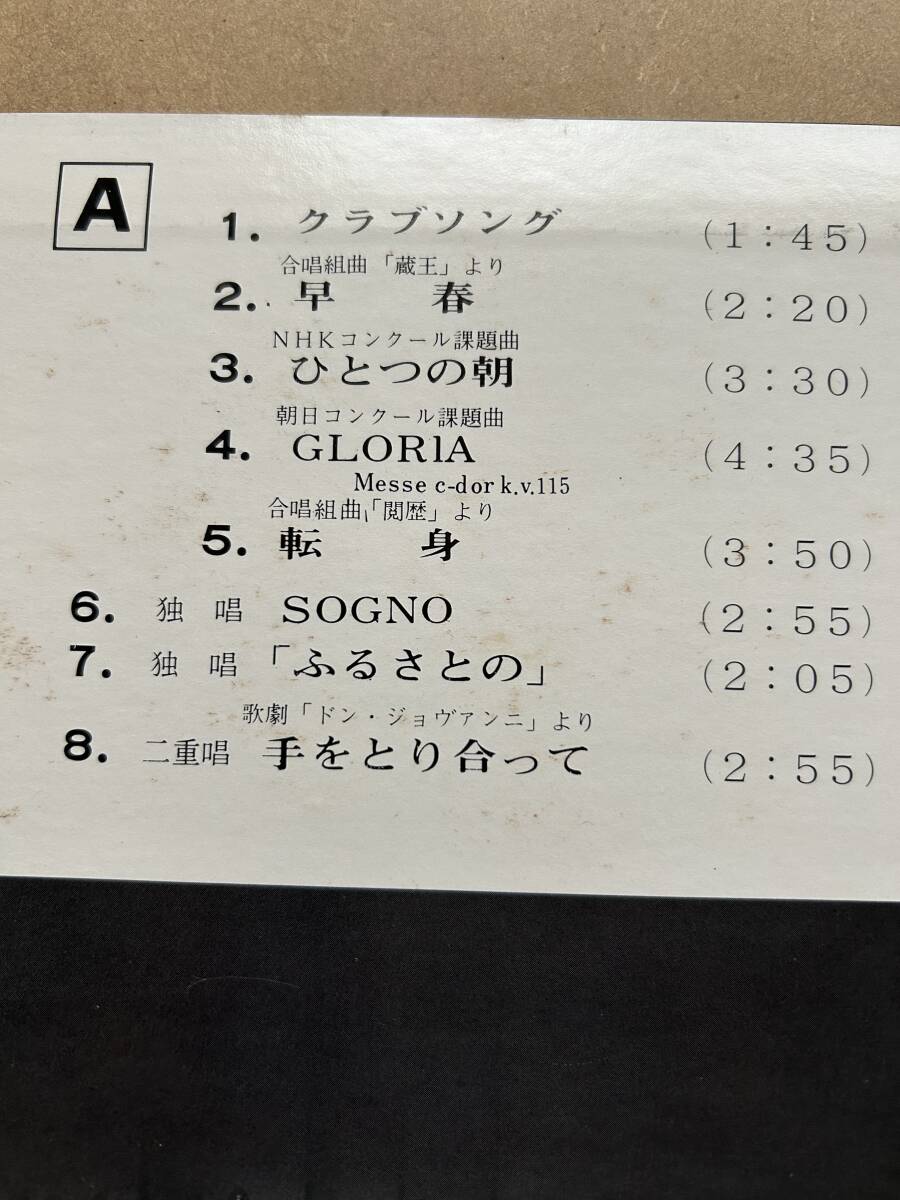 A
1. クラブソング (1:45)
合唱組曲「蔵王」より
2. 早 春 (2:20)
NHKコンクール課題曲
3. ひとつの朝 (3:30)
朝日コンクール課題曲
4. GLORIA (4:35)
Messe c-dor k.v.115
合唱組曲「閲歴」より
5. 転 身 (3:50)
6. 独 唱 SOGNO (2:55)
7. 独 唱 「ふるさとの」 (2:05)
歌劇「ドン・ジョヴァンニ」より
8. 二重唱 手をとり合って (2:55)